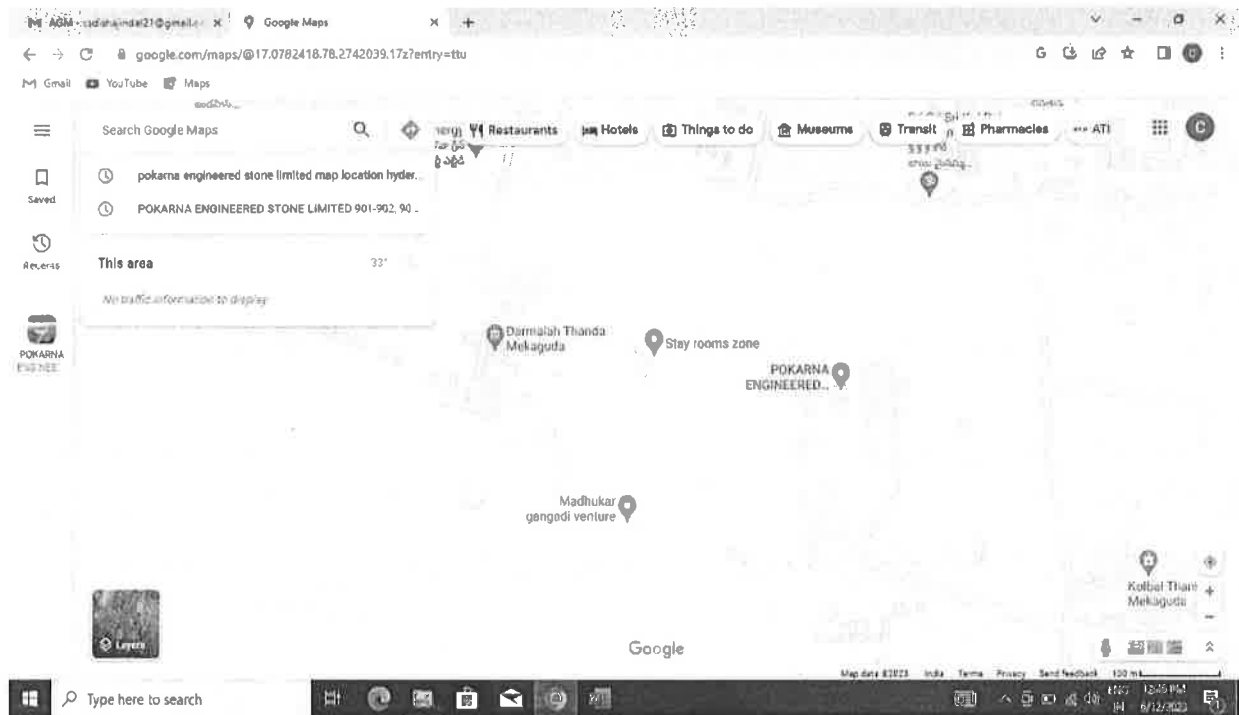 Google Maps
google.com/maps/@17.0782418,78.2742039,17z?entry=ttu
Gmail
YouTube
Maps
Search Google Maps
Restaurants
Hotels
Things to do
Museums
Transit
Pharmacies
ATI
Saved
pokarna engineered stone limited map location hyder...
POKARNA ENGINEERED STONE LIMITED 901-902, 90
Recents
This area
33°
No traffic information to display
POKARNA
Darmaiah Thanda
Mekaguda
Stay rooms zone
POKARNA
ENGINEERED...
Madhukar
gangadi venture
Mekaguda
Layers
Google
Map data ©2023
India
Terms
Privacy
Send feedback
100 m
Type here to search
ENG
12:45 PM
IN
6/12/2023